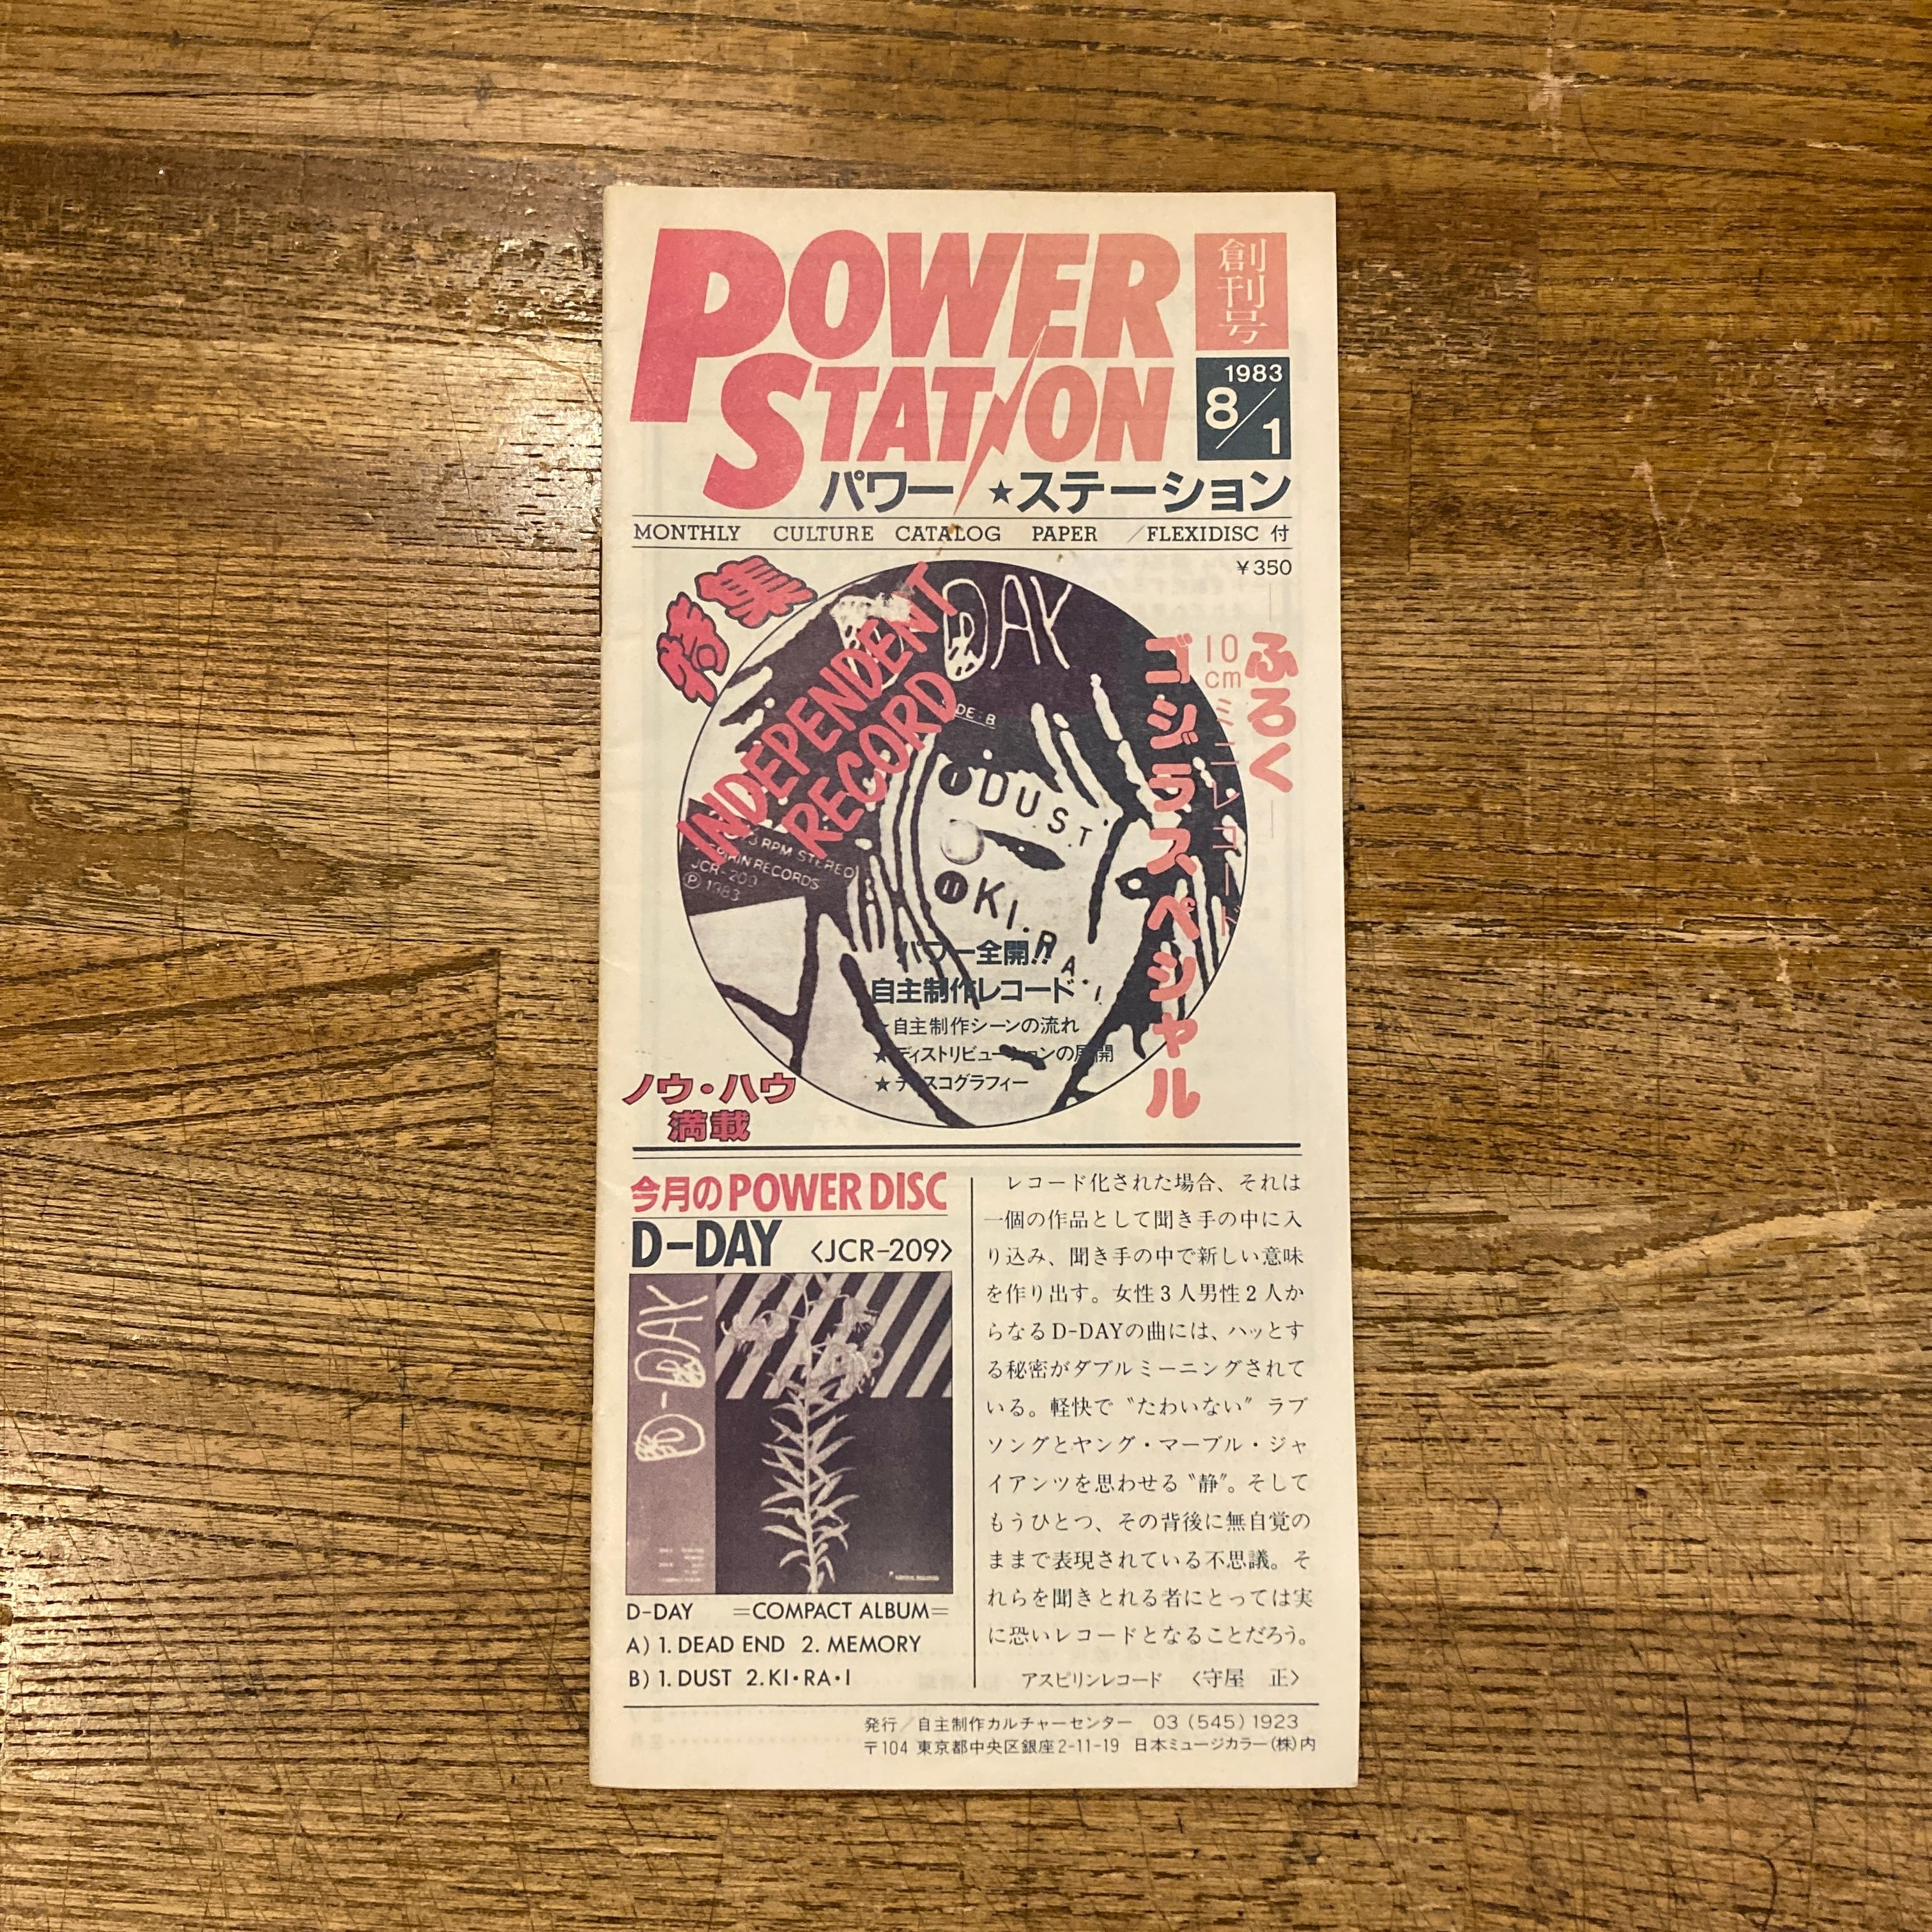 POWER
STATION
創刊号
1983
8/1
パワー★ステーション
MONTHLY CULTURE CATALOG PAPER /FLEXIDISC 付
¥350
特集
INDEPENDENT
RECORD
D-DAY
ふろく
10cmミニレコード
ゴジラスペシャル
DE・B
I DUST
II KI.RA.I
3 RPM STEREO
RECORDS
JCR-209
Ⓟ 1983
パワー全開!!
自主制作レコード
★自主制作シーンの流れ
★ディストリビューションの展開
★ディスコグラフィー
ノウ・ハウ
満載
今月のPOWER DISC
D-DAY 〈JCR-209〉
D-DAY
D-DAY =COMPACT ALBUM=
A) 1. DEAD END 2. MEMORY
B) 1. DUST 2. KI・RA・I
レコード化された場合、それは
一個の作品として聞き手の中に入
り込み、聞き手の中で新しい意味
を作り出す。女性3人男性2人か
らなるD-DAYの曲には、ハッとす
る秘密がダブルミーニングされて
いる。軽快で〝たわいない〟ラブ
ソングとヤング・マーブル・ジャ
イアンツを思わせる〝静〟。そして
もうひとつ、その背後に無自覚の
ままで表現されている不思議。そ
れらを聞きとれる者にとっては実
に恐いレコードとなることだろう。
アスピリンレコード 〈守屋 正〉
発行/自主制作カルチャーセンター 03 (545) 1923
〒104 東京都中央区銀座2-11-19 日本ミュージカラー(株)内